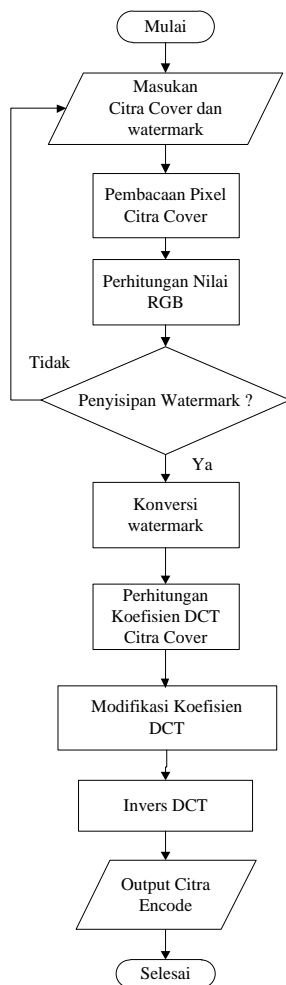 Mulai
Masukan
Citra Cover dan
watermark
Pembacaan Pixel
Citra Cover
Perhitungan Nilai
RGB
Tidak
Penyisipan Watermark ?
Ya
Konversi
watermark
Perhitungan
Koefisien DCT
Citra Cover
Modifikasi Koefisien
DCT
Invers DCT
Output Citra
Encode
Selesai